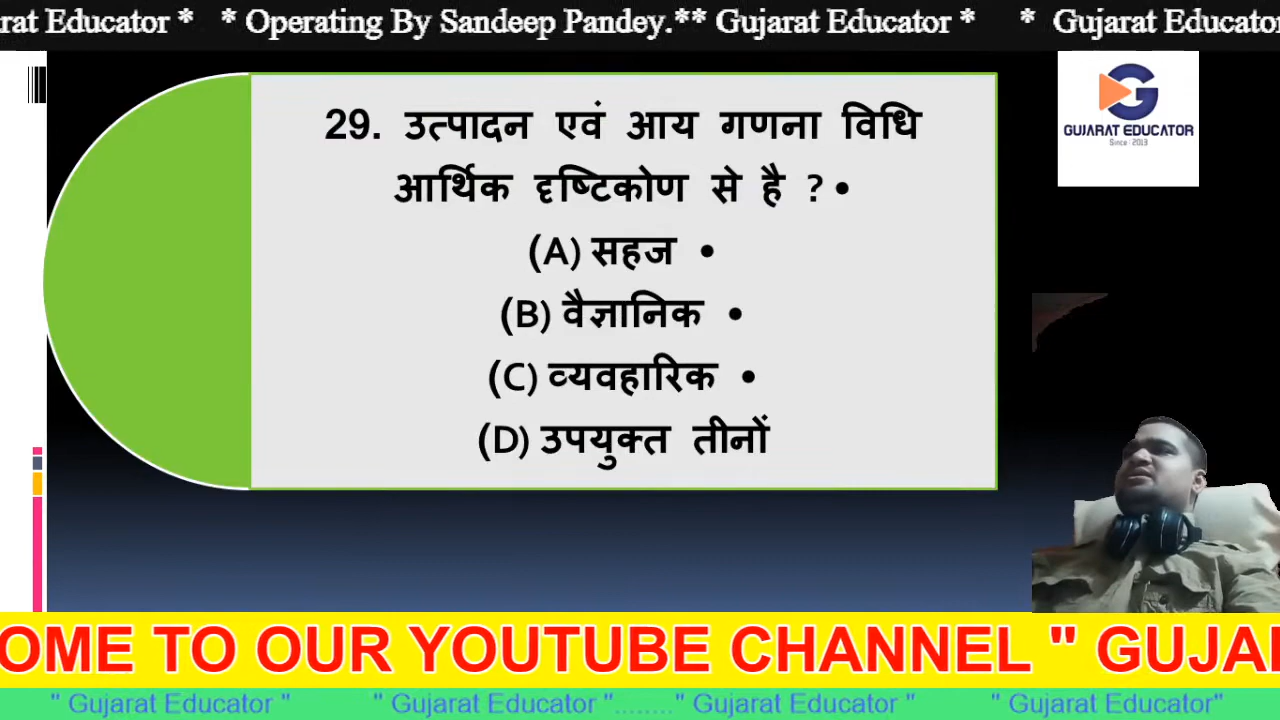 rat Educator *   * Operating By Sandeep Pandey.** Gujarat Educator *   * Gujarat Educator
GUJARAT EDUCATOR
Since - 2013
29. उत्पादन एवं आय गणना विधि
आर्थिक दृष्टिकोण से है ? •
(A) सहज •
(B) वैज्ञानिक •
(C) व्यवहारिक •
(D) उपयुक्त तीनों
OME TO OUR YOUTUBE CHANNEL " GUJA
" Gujarat Educator "   " Gujarat Educator "........ " Gujarat Educator "   " Gujarat Educator"